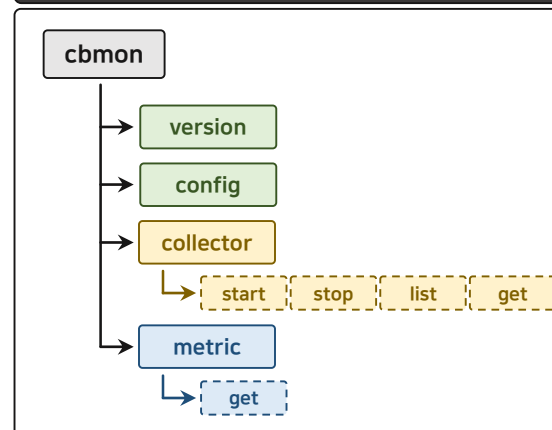 cbmon
version
config
collector
start stop list get
metric
get